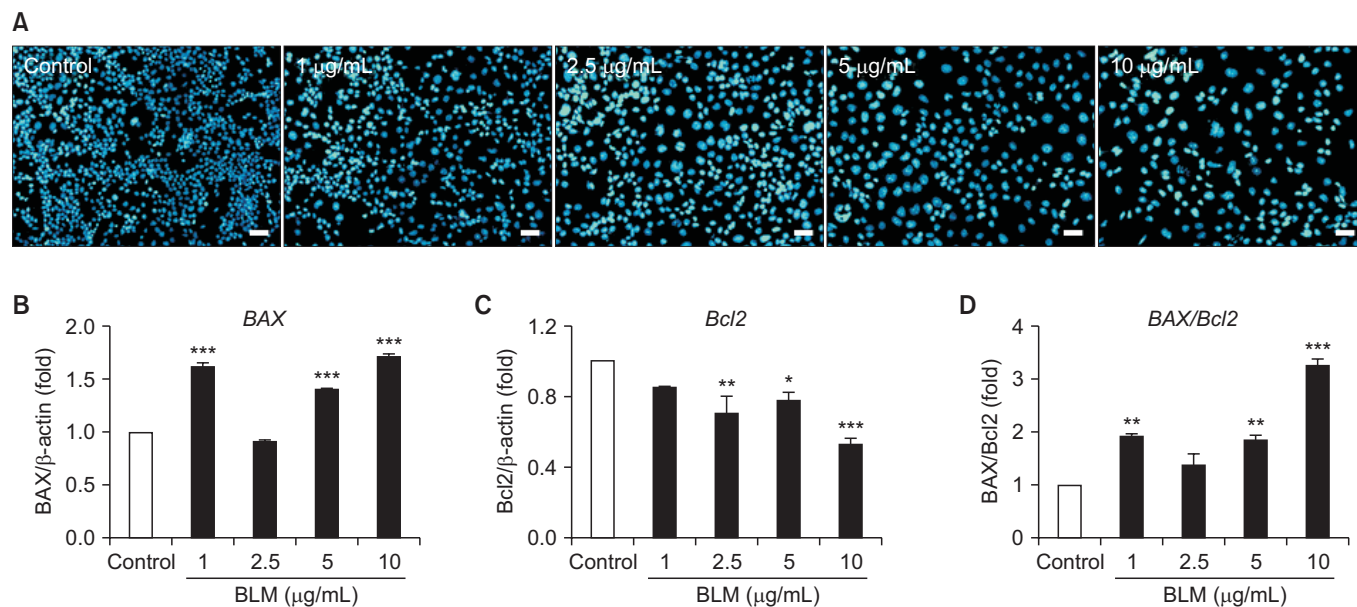 A
Control
1 μg/mL
2.5 μg/mL
5 μg/mL
10 μg/mL
B
BAX
BAX/β-actin (fold)
2.0
1.5
1.0
0.5
0.0
***
***
***
Control
1
2.5
5
10
BLM (μg/mL)
C
Bcl2
Bcl2/β-actin (fold)
1.2
0.8
0.4
0
**
*
***
Control
1
2.5
5
10
BLM (μg/mL)
D
BAX/Bcl2
BAX/Bcl2 (fold)
4
3
2
1
0
**
**
***
Control
1
2.5
5
10
BLM (μg/mL)